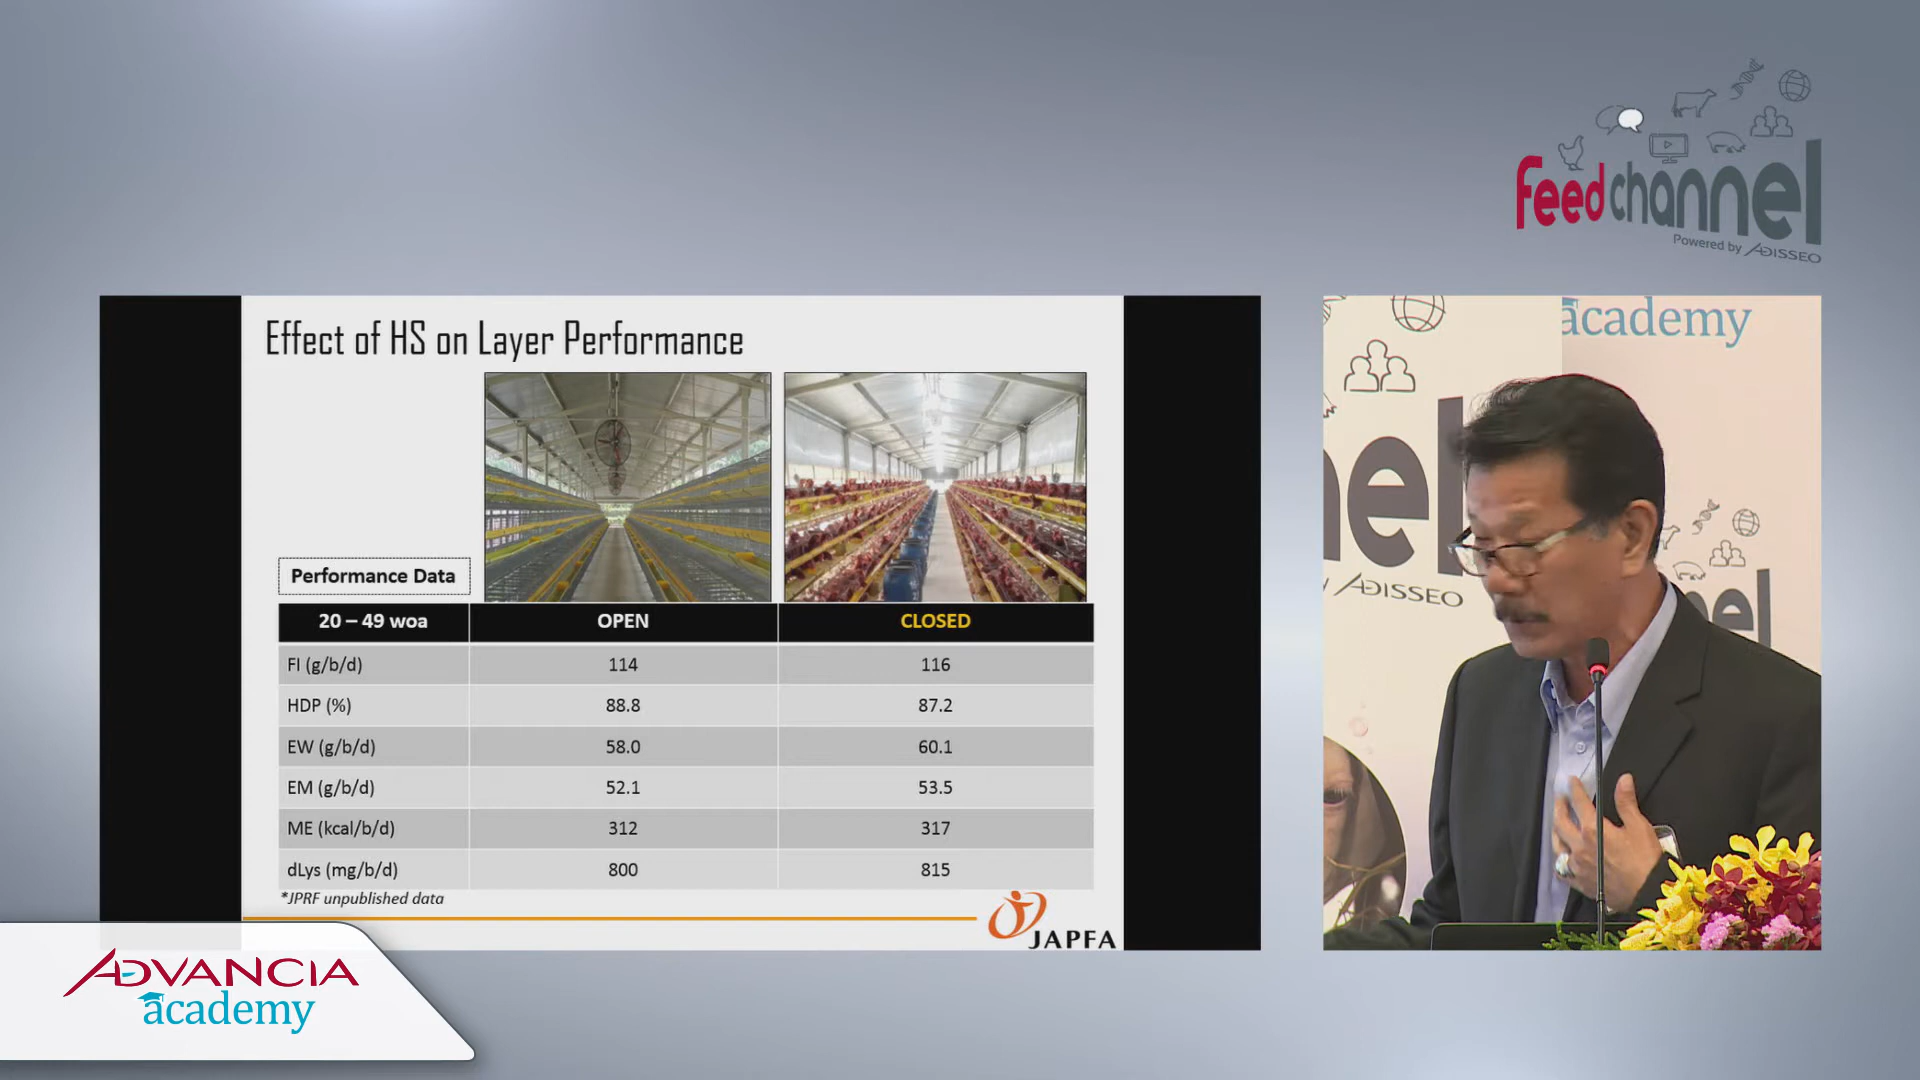 feedchannel
Powered by ADISSEO
Effect of HS on Layer Performance
Performance Data
20 – 49 woa OPEN CLOSED
FI (g/b/d) 114 116
HDP (%) 88.8 87.2
EW (g/b/d) 58.0 60.1
EM (g/b/d) 52.1 53.5
ME (kcal/b/d) 312 317
dLys (mg/b/d) 800 815
*JPRF unpublished data
JAPFA
academy
nel
ADISSEO
nel
ADVANCIA
academy